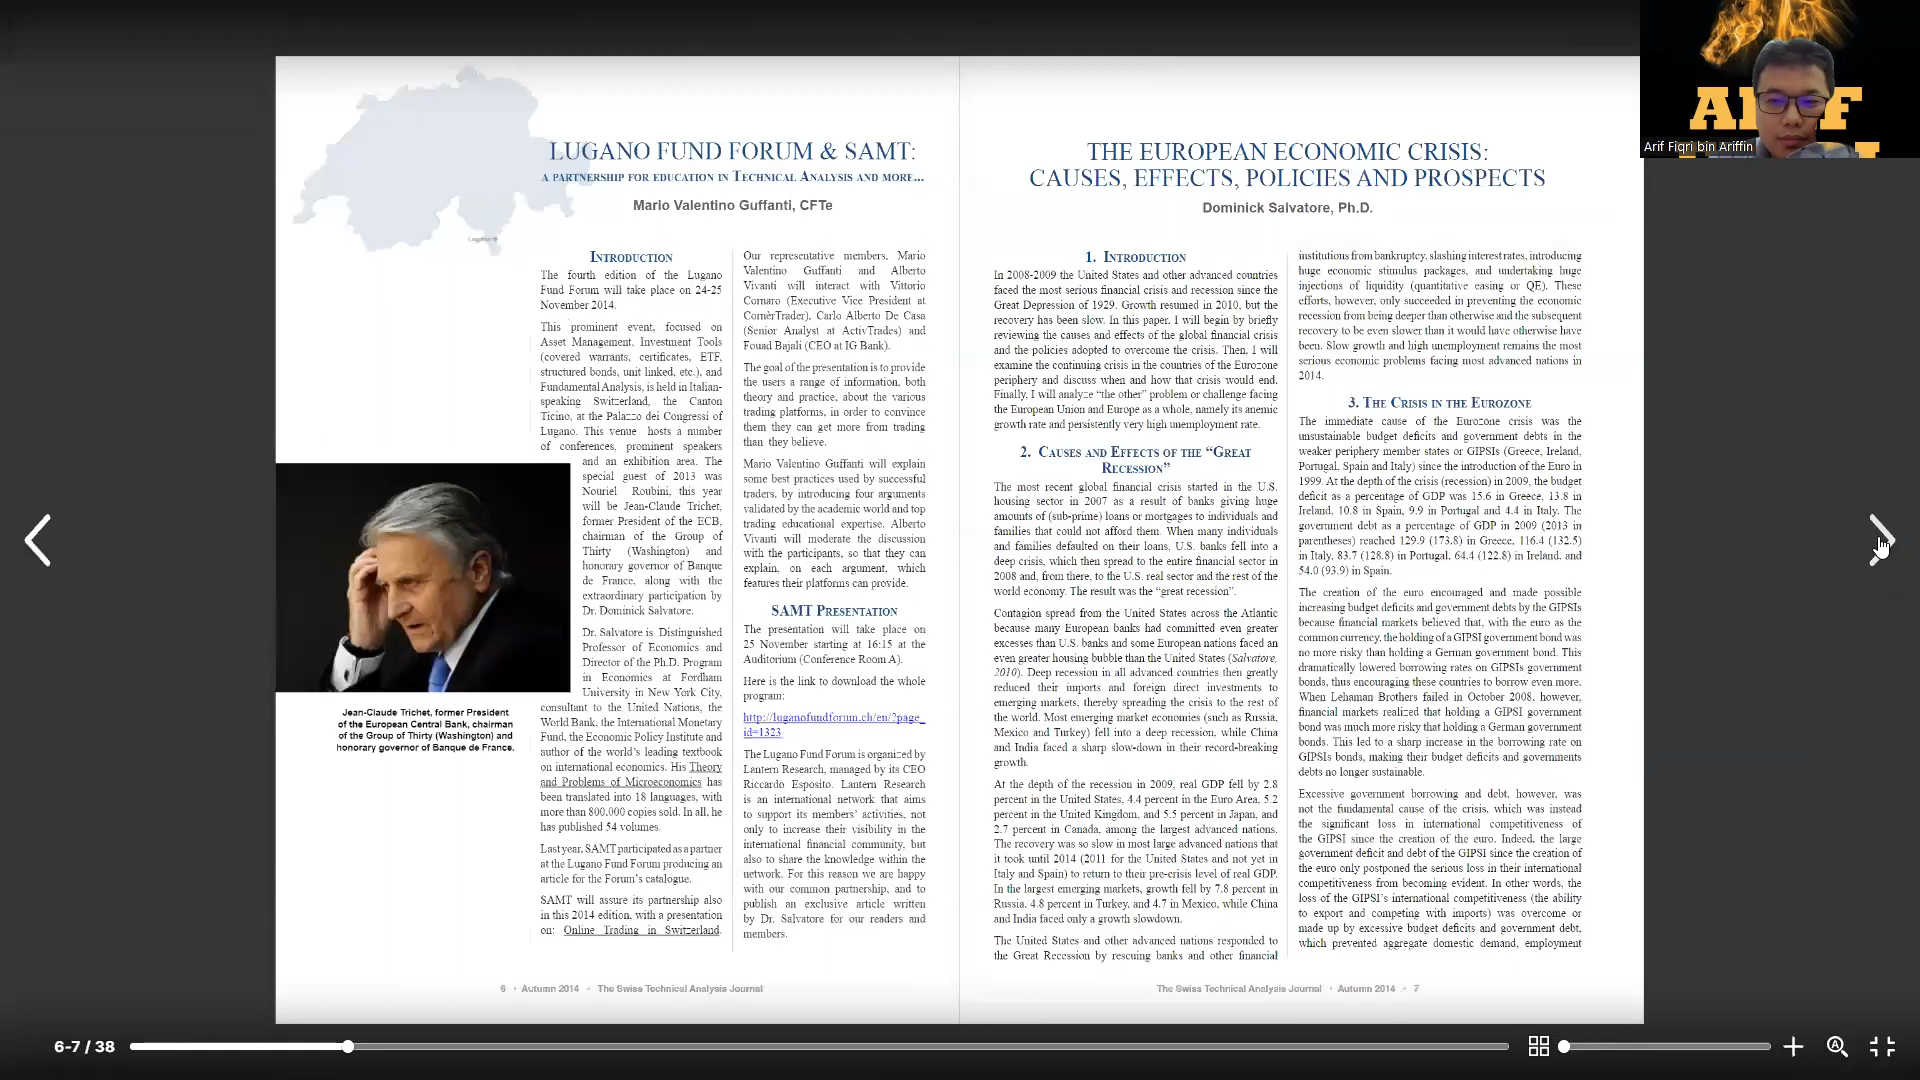 LUGANO FUND FORUM & SAMT:
A PARTNERSHIP FOR EDUCATION IN TECHNICAL ANALYSIS AND MORE...
Mario Valentino Guffanti, CFTe
INTRODUCTION
The fourth edition of the Lugano
Fund Forum will take place on 24-25
November 2014.
This prominent event, focused on
Asset Management, Investment Tools
(covered warrants, certificates, ETF,
structured bonds, unit linked, etc.), and
Fundamental Analysis, is held in Italian-
speaking Switzerland, the Canton
Ticino, at the Palazzo dei Congressi of
Lugano. This venue hosts a number
of conferences, prominent speakers
and an exhibition area. The
special guest of 2013 was
Nouriel Roubini, this year
will be Jean-Claude Trichet,
former President of the ECB,
chairman of the Group of
Thirty (Washington) and
honorary governor of Banque
de France, along with the
extraordinary participation by
Dr. Dominick Salvatore.
Dr. Salvatore is Distinguished
Professor of Economics and
Director of the Ph.D. Program
in Economics at Fordham
University in New York City,
consultant to the United Nations, the
World Bank, the International Monetary
Fund, the Economic Policy Institute and
author of the world's leading textbook
on international economics. His Theory
and Problems of Microeconomics has
been translated into 18 languages, with
more than 800.000 copies sold. In all, he
has published 54 volumes.
Last year, SAMT participated as a partner
at the Lugano Fund Forum producing an
article for the Forum's catalogue.
SAMT will assure its partnership also
in this 2014 edition, with a presentation
on: Online Trading in Switzerland.
Jean-Claude Trichet, former President
of the European Central Bank, chairman
of the Group of Thirty (Washington) and
honorary governor of Banque de France.
Our representative members, Mario
Valentino Guffanti and Alberto
Vivanti will interact with Vittorio
Cornaro (Executive Vice President at
CornèrTrader), Carlo Alberto De Casa
(Senior Analyst at ActivTrades) and
Fouad Bajali (CEO at IG Bank).
The goal of the presentation is to provide
the users a range of information, both
theory and practice, about the various
trading platforms, in order to convince
them they can get more from trading
than they believe.
Mario Valentino Guffanti will explain
some best practices used by successful
traders, by introducing four arguments
validated by the academic world and top
trading educational expertise. Alberto
Vivanti will moderate the discussion
with the participants, so that they can
explain, on each argument, which
features their platforms can provide.
SAMT PRESENTATION
The presentation will take place on
25 November starting at 16:15 at the
Auditorium (Conference Room A).
Here is the link to download the whole
program:
http://luganofundforum.ch/en/?page_
id=1323
The Lugano Fund Forum is organized by
Lantern Research, managed by its CEO
Riccardo Esposito. Lantern Research
is an international network that aims
to support its members' activities, not
only to increase their visibility in the
international financial community, but
also to share the knowledge within the
network. For this reason we are happy
with our common partnership, and to
publish an exclusive article written
by Dr. Salvatore for our readers and
members.
6 • Autumn 2014 - The Swiss Technical Analysis Journal
THE EUROPEAN ECONOMIC CRISIS:
CAUSES, EFFECTS, POLICIES AND PROSPECTS
Dominick Salvatore, Ph.D.
1. INTRODUCTION
In 2008-2009 the United States and other advanced countries
faced the most serious financial crisis and recession since the
Great Depression of 1929. Growth resumed in 2010, but the
recovery has been slow. In this paper, I will begin by briefly
reviewing the causes and effects of the global financial crisis
and the policies adopted to overcome the crisis. Then, I will
examine the continuing crisis in the countries of the Eurozone
periphery and discuss when and how that crisis would end.
Finally, I will analyze "the other" problem or challenge facing
the European Union and Europe as a whole, namely its anemic
growth rate and persistently very high unemployment rate.
2. CAUSES AND EFFECTS OF THE "GREAT
RECESSION"
The most recent global financial crisis started in the U.S.
housing sector in 2007 as a result of banks giving huge
amounts of (sub-prime) loans or mortgages to individuals and
families that could not afford them. When many individuals
and families defaulted on their loans, U.S. banks fell into a
deep crisis, which then spread to the entire financial sector in
2008 and, from there, to the U.S. real sector and the rest of the
world economy. The result was the "great recession".
Contagion spread from the United States across the Atlantic
because many European banks had committed even greater
excesses than U.S. banks and some European nations faced an
even greater housing bubble than the United States (Salvatore,
2010). Deep recession in all advanced countries then greatly
reduced their imports and foreign direct investments to
emerging markets, thereby spreading the crisis to the rest of
the world. Most emerging market economies (such as Russia,
Mexico and Turkey) fell into a deep recession, while China
and India faced a sharp slow-down in their record-breaking
growth.
At the depth of the recession in 2009, real GDP fell by 2.8
percent in the United States, 4.4 percent in the Euro Area, 5.2
percent in the United Kingdom, and 5.5 percent in Japan, and
2.7 percent in Canada, among the largest advanced nations.
The recovery was so slow in most large advanced nations that
it took until 2014 (2011 for the United States and not yet in
Italy and Spain) to return to their pre-crisis level of real GDP.
In the largest emerging markets, growth fell by 7.8 percent in
Russia, 4.8 percent in Turkey, and 4.7 in Mexico, while China
and India faced only a growth slowdown.
The United States and other advanced nations responded to
the Great Recession by rescuing banks and other financial
institutions from bankruptcy, slashing interest rates, introducing
huge economic stimulus packages, and undertaking huge
injections of liquidity (quantitative easing or QE). These
efforts, however, only succeeded in preventing the economic
recession from being deeper than otherwise and the subsequent
recovery to be even slower than it would have otherwise have
been. Slow growth and high unemployment remains the most
serious economic problems facing most advanced nations in
2014.
3. THE CRISIS IN THE EUROZONE
The immediate cause of the Eurozone crisis was the
unsustainable budget deficits and government debts in the
weaker periphery member states or GIPSIs (Greece, Ireland,
Portugal, Spain and Italy) since the introduction of the Euro in
1999. At the depth of the crisis (recession) in 2009, the budget
deficit as a percentage of GDP was 15.6 in Greece, 13.8 in
Ireland, 10.8 in Spain, 9.9 in Portugal and 4.4 in Italy. The
government debt as a percentage of GDP in 2009 (2013 in
parentheses) reached 129.9 (173.8) in Greece, 116.4 (132.5)
in Italy, 83.7 (128.8) in Portugal, 64.4 (122.8) in Ireland, and
54.0 (93.9) in Spain.
The creation of the euro encouraged and made possible
increasing budget deficits and government debts by the GIPSIs
because financial markets believed that, with the euro as the
common currency, the holding of a GIPSI government bond was
no more risky than holding a German government bond. This
dramatically lowered borrowing rates on GIPSIs government
bonds, thus encouraging these countries to borrow even more.
When Lehaman Brothers failed in October 2008, however,
financial markets realized that holding a GIPSI government
bond was much more risky that holding a German government
bonds. This led to a sharp increase in the borrowing rate on
GIPSIs bonds, making their budget deficits and governments
debts no longer sustainable.
Excessive government borrowing and debt, however, was
not the fundamental cause of the crisis, which was instead
the significant loss in international competitiveness of
the GIPSI since the creation of the euro. Indeed, the large
government deficit and debt of the GIPSI since the creation of
the euro only postponed the serious loss in their international
competitiveness from becoming evident. In other words, the
loss of the GIPSI's international competitiveness (the ability
to export and competing with imports) was overcome or
made up by excessive budget deficits and government debt,
which prevented aggregate domestic demand, employment
The Swiss Technical Analysis Journal • Autumn 2014 - 7
Arif Fiqri bin Ariffin
6-7 / 38